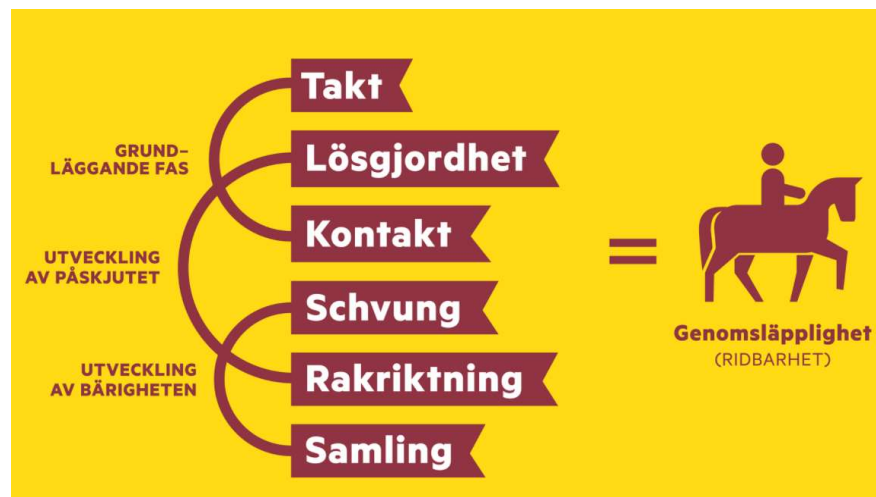 Takt
GRUND-
LÄGGANDE FAS
Lösgjordhet
Kontakt
UTVECKLING
AV PÅSKJUTET
Schvung
UTVECKLING
AV BÄRIGHETEN
Rakriktning
Samling
=
Genomsläpplighet
(RIDBARHET)